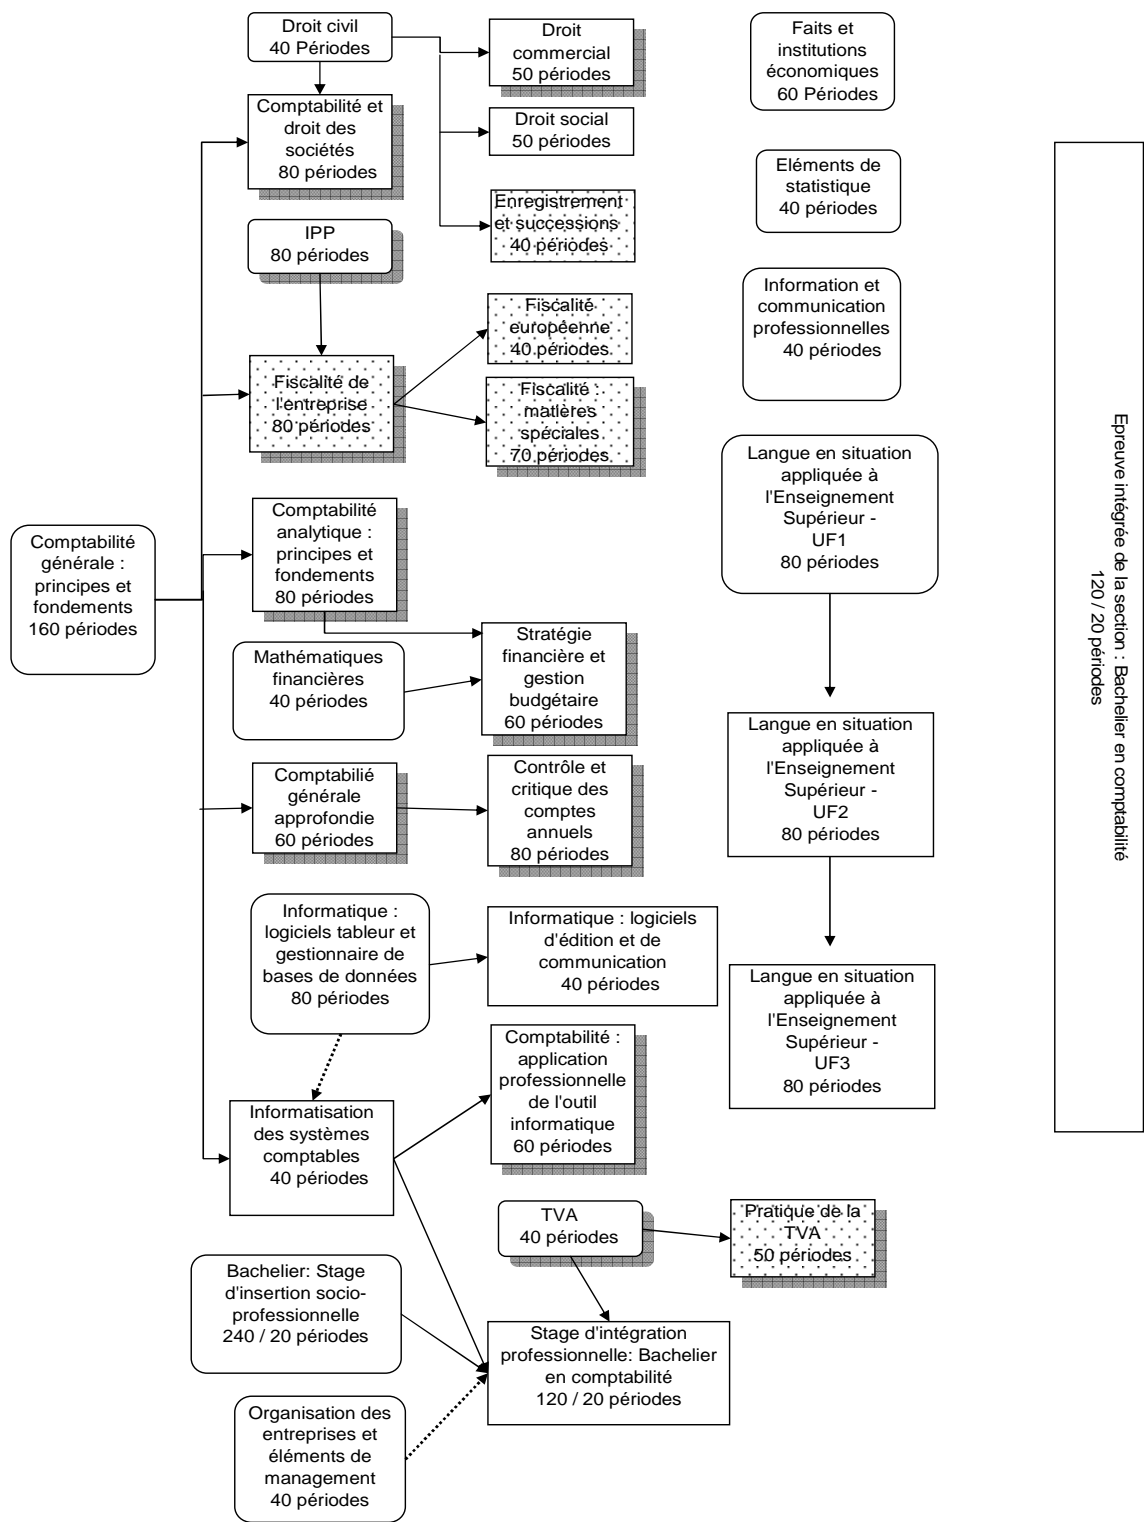 Droit civil
40 Périodes
Droit
commercial
50 périodes
Faits et
institutions
économiques
60 Périodes
Comptabilité et
droit des
sociétés
80 périodes
Droit social
50 périodes
Eléments de
statistique
40 périodes
Enregistrement
et successions
40 périodes
IPP
80 périodes
Information et
communication
professionnelles
40 périodes
Fiscalité
européenne
40 périodes
Fiscalité de
l'entreprise
80 périodes
Fiscalité :
matières
spéciales
70 périodes
Langue en situation
appliquée à
l'Enseignement
Supérieur -
UF1
80 périodes
Comptabilité
analytique :
principes et
fondements
80 périodes
Comptabilité
générale :
principes et
fondements
160 périodes
Mathématiques
financières
40 périodes
Stratégie
financière et
gestion
budgétaire
60 périodes
Langue en situation
appliquée à
l'Enseignement
Supérieur -
UF2
80 périodes
Comptabilié
générale
approfondie
60 périodes
Contrôle et
critique des
comptes
annuels
80 périodes
Informatique :
logiciels tableur et
gestionnaire de
bases de données
80 périodes
Informatique : logiciels
d'édition et de
communication
40 périodes
Langue en situation
appliquée à
l'Enseignement
Supérieur -
UF3
80 périodes
Comptabilité :
application
professionnelle
de l'outil
informatique
60 périodes
Informatisation
des systèmes
comptables
40 périodes
TVA
40 périodes
Pratique de la
TVA
50 périodes
Bachelier: Stage
d'insertion socio-
professionnelle
240 / 20 périodes
Stage d'intégration
professionnelle: Bachelier
en comptabilité
120 / 20 périodes
Organisation des
entreprises et
éléments de
management
40 périodes
Epreuve intégrée de la section : Bachelier en comptabilité
120 / 20 périodes